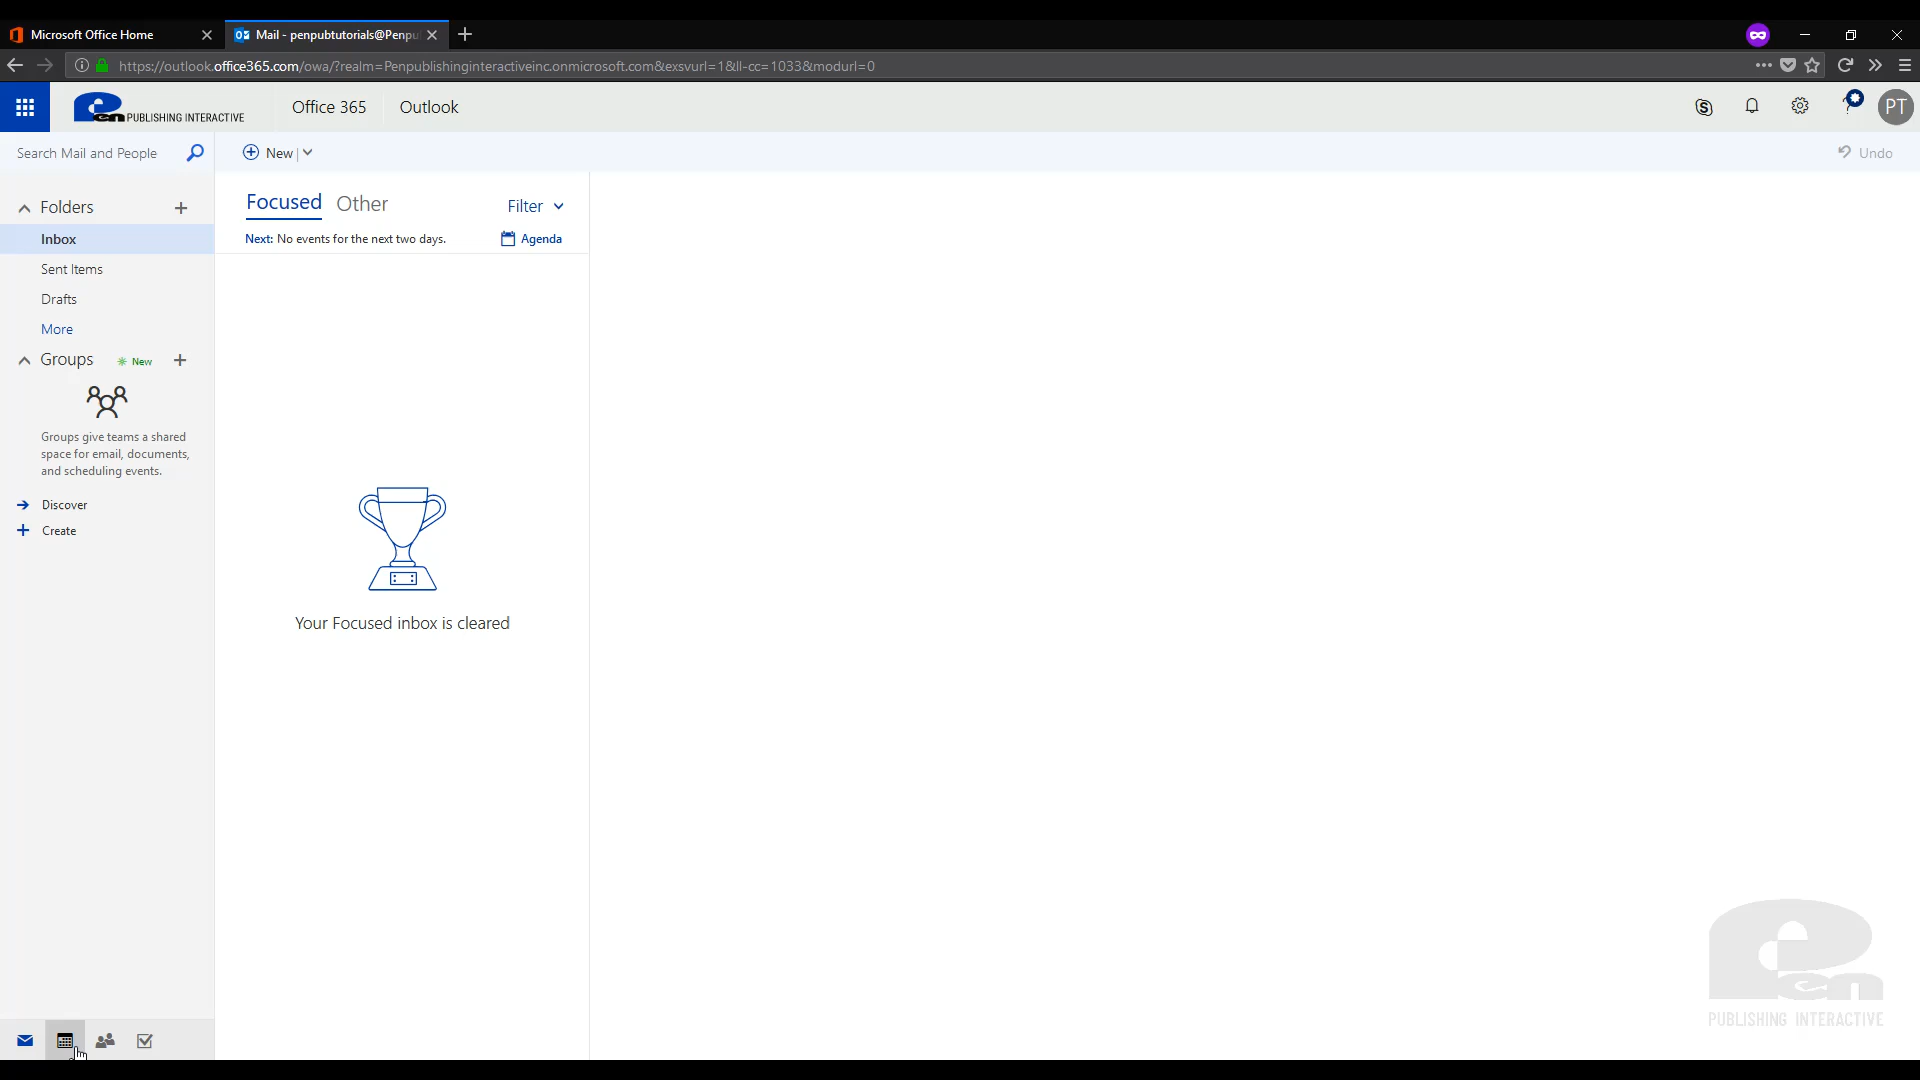 Microsoft Office Home
Mail - penpubtutorials@Penpu
https://outlook.office365.com/owa/?realm=Penpublishinginteractiveinc.onmicrosoft.com&exsvurl=1&ll-cc=1033&modurl=0
Pen PUBLISHING INTERACTIVE
Office 365
Outlook
PT
Search Mail and People
New
Undo
Folders
Inbox
Sent Items
Drafts
More
Groups
New
Groups give teams a shared
space for email, documents,
and scheduling events.
Discover
Create
Focused Other
Filter
Next: No events for the next two days.
Agenda
Your Focused inbox is cleared
Pen
PUBLISHING INTERACTIVE